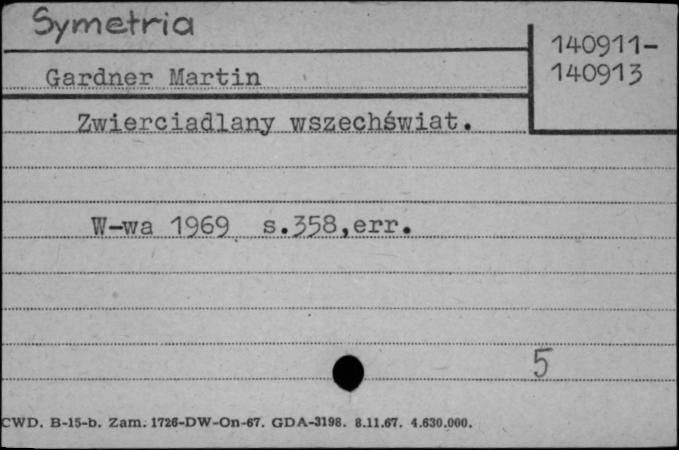 Symetria
140911-
140913
Gardner Martin
Zwierciadlany wszechświat.
W-wa 1969 s.358,err.
5
CWD. B-15-b. Zam. 1726-DW-On-67. GDA-3198. 8.11.67. 4.630.000.